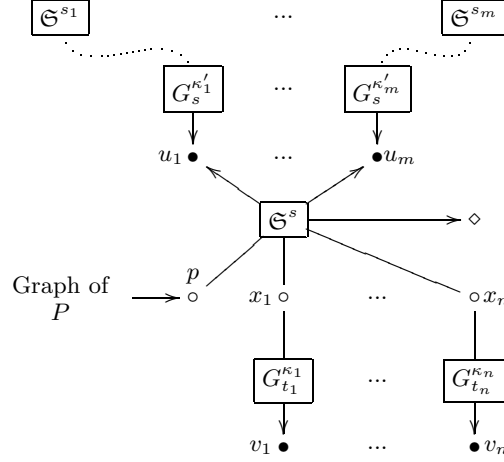 𝔖^{s_1} ... 𝔖^{s_m}
G_s^{κ'_1} ... G_s^{κ'_m}
u_1 ... u_m
𝔖^s
p
Graph of
P
x_1 ... x_n
G_{t_1}^{κ_1} ... G_{t_n}^{κ_n}
v_1 ... v_n